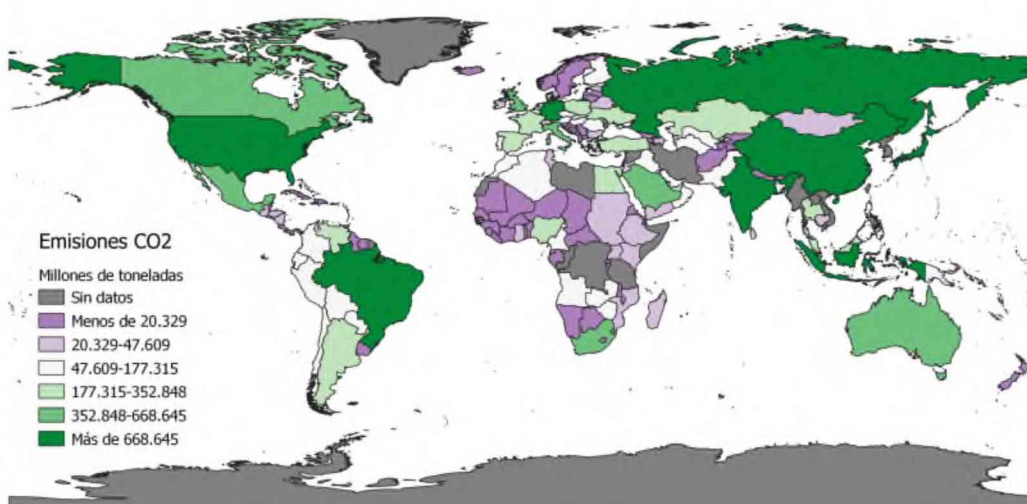 Emisiones CO2
Millones de toneladas
Sin datos
Menos de 20.329
20.329-47.609
47.609-177.315
177.315-352.848
352.848-668.645
Más de 668.645